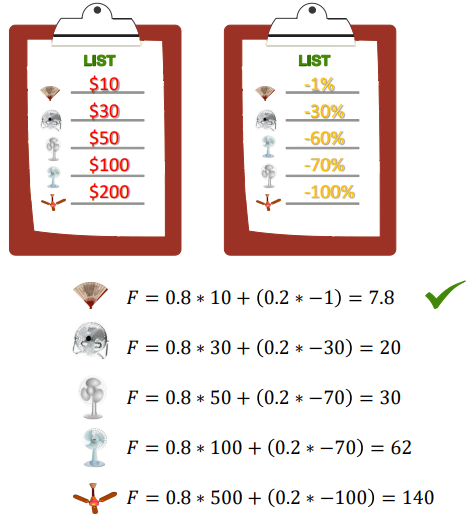 LIST
$10
$30
$50
$100
$200
LIST
-1%
-30%
-60%
-70%
-100%
F = 0.8 * 10 + (0.2 * −1) = 7.8
F = 0.8 * 30 + (0.2 * −30) = 20
F = 0.8 * 50 + (0.2 * −70) = 30
F = 0.8 * 100 + (0.2 * −70) = 62
F = 0.8 * 500 + (0.2 * −100) = 140